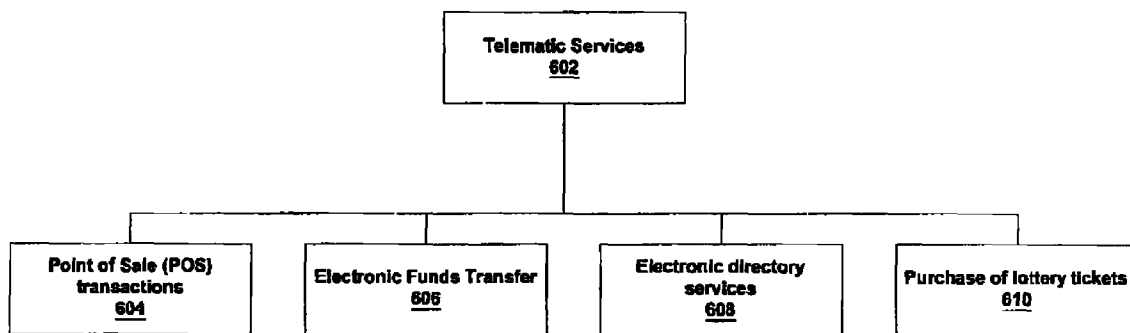 Telematic Services
602
Point of Sale (POS)
transactions
604
Electronic Funds Transfer
606
Electronic directory
services
608
Purchase of lottery tickets
610